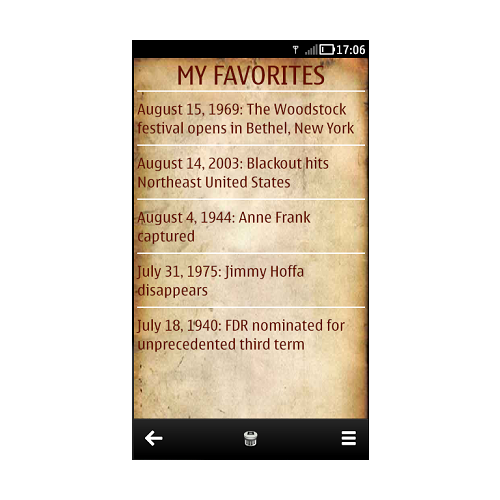 17:06
MY FAVORITES
August 15, 1969: The Woodstock
festival opens in Bethel, New York
August 14, 2003: Blackout hits
Northeast United States
August 4, 1944: Anne Frank
captured
July 31, 1975: Jimmy Hoffa
disappears
July 18, 1940: FDR nominated for
unprecedented third term